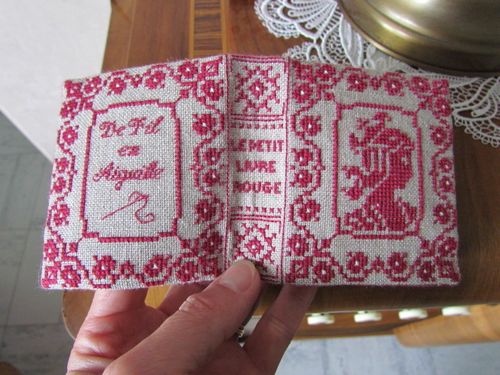 De Fil
en
Aiguille
LE PETIT
LIVRE
ROUGE